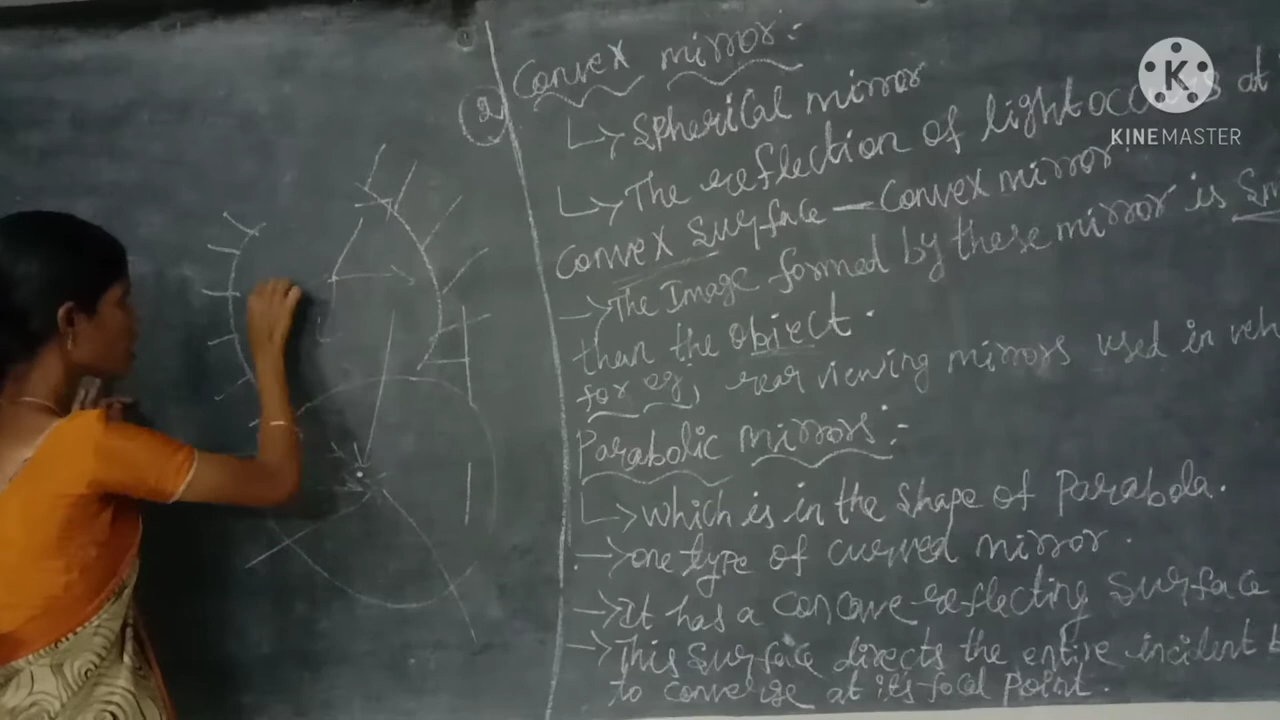 ② Convex mirror:-
↳ Spherical mirror
↳ The reflection of light occurs at
Convex Surface — Convex mirror.
→ The Image formed by these mirror is Sm
than the Object.
for eg, rear viewing mirrors used in veh
Parabolic mirrors:-
↳ which is in the Shape of Parabola.
→ one type of curved mirror.
→ It has a concave reflecting surface
→ This Surface directs the entire incident b
to converge at its focal Point.
K
KINEMASTER